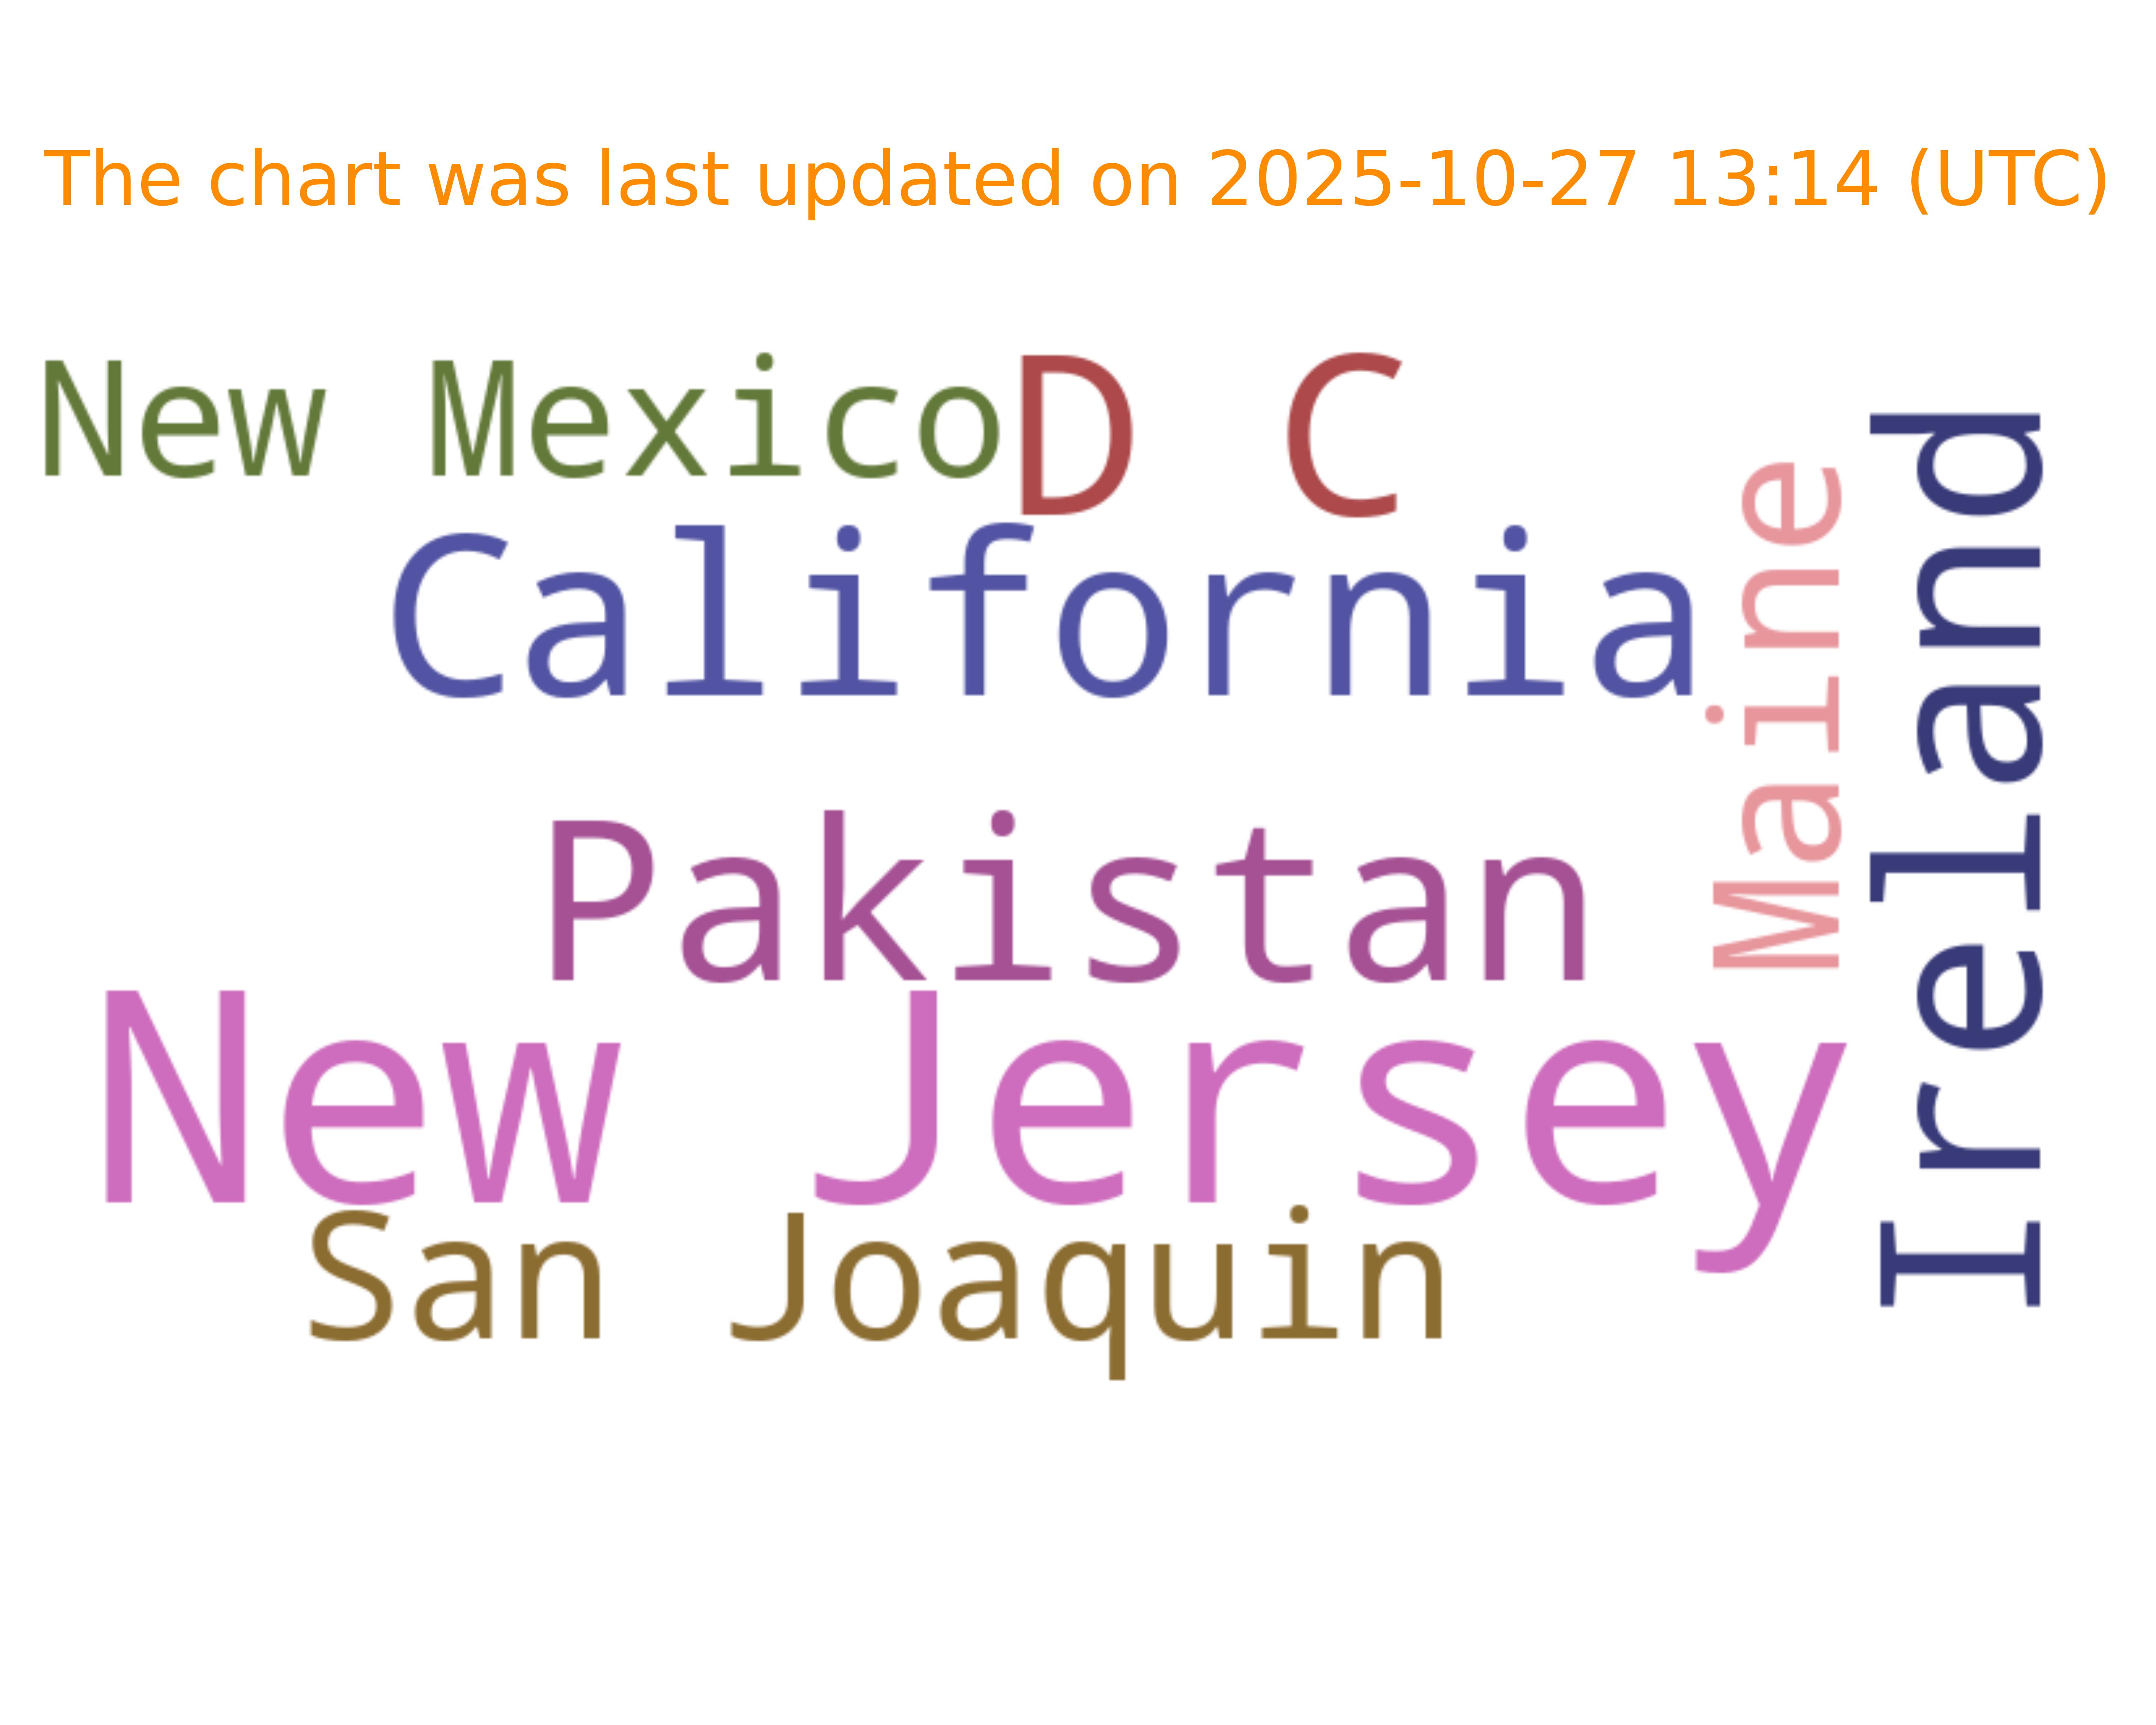 The chart was last updated on 2025-10-27 13:14 (UTC)
New Mexico
D C
California
Maine
Ireland
Pakistan
New Jersey
San Joaquin